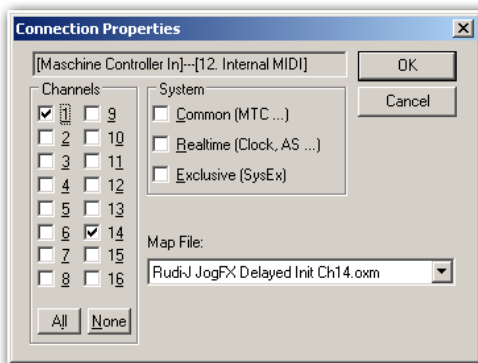 Connection Properties
[Maschine Controller In]---[12. Internal MIDI]
OK
Cancel
Channels
1 9
2 10
3 11
4 12
5 13
6 14
7 15
8 16
All None
System
Common (MTC ...)
Realtime (Clock, AS ...)
Exclusive (SysEx)
Map File:
Rudi-J JogFX Delayed Init Ch14.oxm